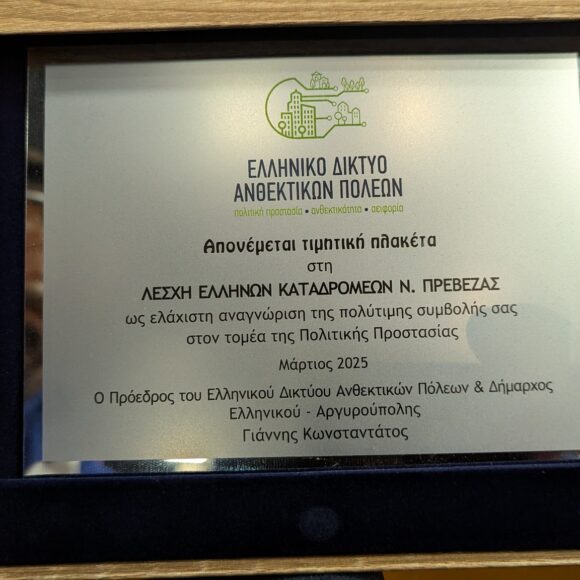 ΕΛΛΗΝΙΚΟ ΔΙΚΤΥΟ
ΑΝΘΕΚΤΙΚΩΝ ΠΟΛΕΩΝ
πολιτική προστασία • ανθεκτικότητα • αειφορία
Απονέμεται τιμητική πλακέτα
στη
ΛΕΣΧΗ ΕΛΛΗΝΩΝ ΚΑΤΑΔΡΟΜΕΩΝ Ν. ΠΡΕΒΕΖΑΣ
ως ελάχιστη αναγνώριση της πολύτιμης συμβολής σας
στον τομέα της Πολιτικής Προστασίας
Μάρτιος 2025
Ο Πρόεδρος του Ελληνικού Δικτύου Ανθεκτικών Πόλεων & Δήμαρχος
Ελληνικού - Αργυρούπολης
Γιάννης Κωνσταντάτος